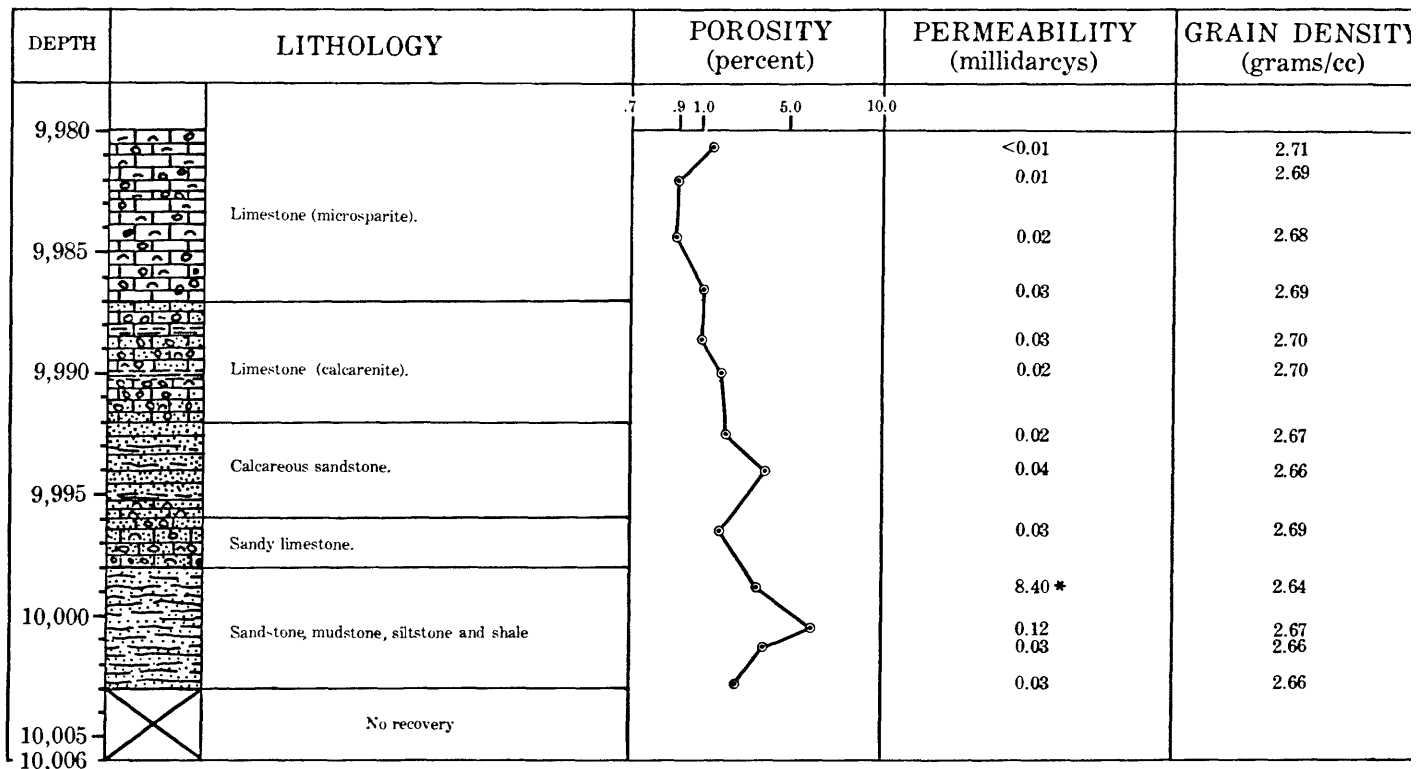 DEPTH LITHOLOGY POROSITY PERMEABILITY GRAIN DENSITY
(percent) (millidarcys) (grams/cc)
.7 .9 1.0 5.0 10.0
9,980
<0.01 2.71
0.01 2.69
Limestone (microsparite).
0.02 2.68
9,985
0.03 2.69
0.03 2.70
9,990 Limestone (calcarenite). 0.02 2.70
0.02 2.67
Calcareous sandstone. 0.04 2.66
9,995
0.03 2.69
Sandy limestone.
8.40 * 2.64
10,000
Sandstone, mudstone, siltstone and shale 0.12 2.67
0.03 2.66
0.03 2.66
No recovery
10,005
10,006